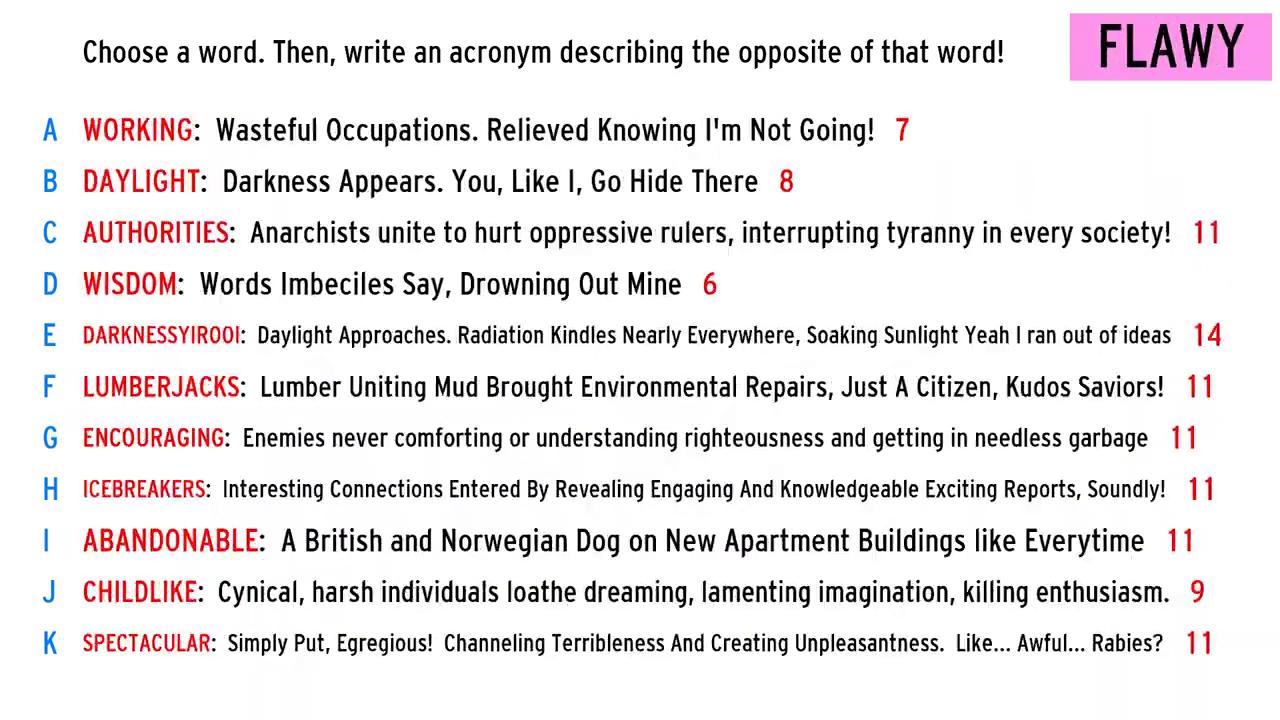 Choose a word. Then, write an acronym describing the opposite of that word!
FLAWY
A WORKING: Wasteful Occupations. Relieved Knowing I'm Not Going! 7
B DAYLIGHT: Darkness Appears. You, Like I, Go Hide There 8
C AUTHORITIES: Anarchists unite to hurt oppressive rulers, interrupting tyranny in every society! 11
D WISDOM: Words Imbeciles Say, Drowning Out Mine 6
E DARKNESSYIROOI: Daylight Approaches. Radiation Kindles Nearly Everywhere, Soaking Sunlight Yeah I ran out of ideas 14
F LUMBERJACKS: Lumber Uniting Mud Brought Environmental Repairs, Just A Citizen, Kudos Saviors! 11
G ENCOURAGING: Enemies never comforting or understanding righteousness and getting in needless garbage 11
H ICEBREAKERS: Interesting Connections Entered By Revealing Engaging And Knowledgeable Exciting Reports, Soundly! 11
I ABANDONABLE: A British and Norwegian Dog on New Apartment Buildings like Everytime 11
J CHILDLIKE: Cynical, harsh individuals loathe dreaming, lamenting imagination, killing enthusiasm. 9
K SPECTACULAR: Simply Put, Egregious! Channeling Terribleness And Creating Unpleasantness. Like... Awful... Rabies? 11